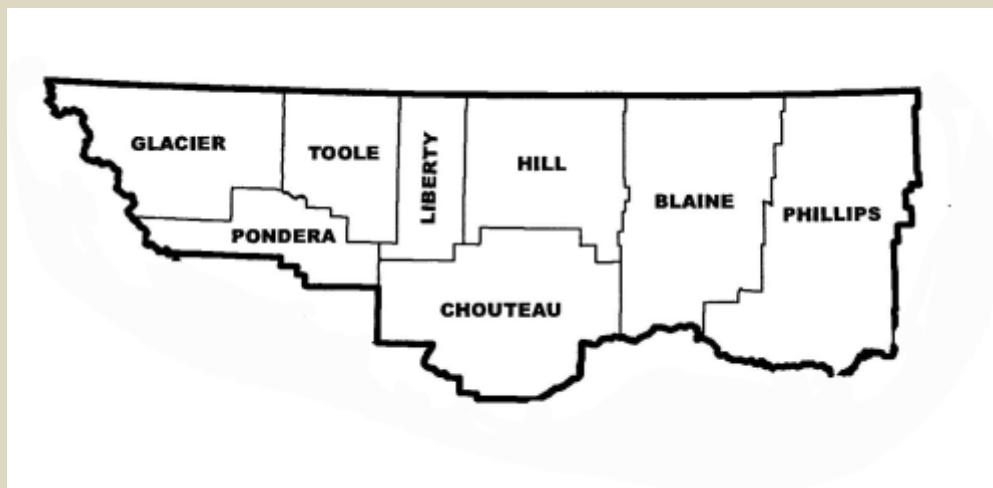 GLACIER
TOOLE
LIBERTY
HILL
BLAINE
PHILLIPS
PONDERA
CHOUTEAU